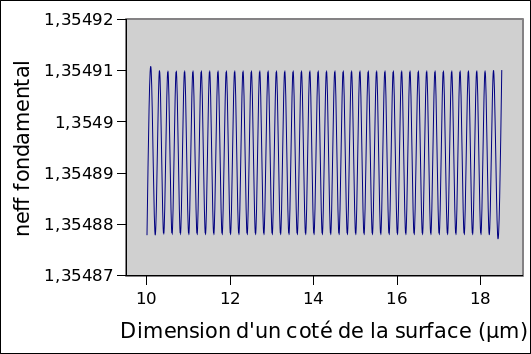 1,35492
1,35491
1,3549
1,35489
1,35488
1,35487
neff fondamental
10 12 14 16 18
Dimension d'un coté de la surface (µm)